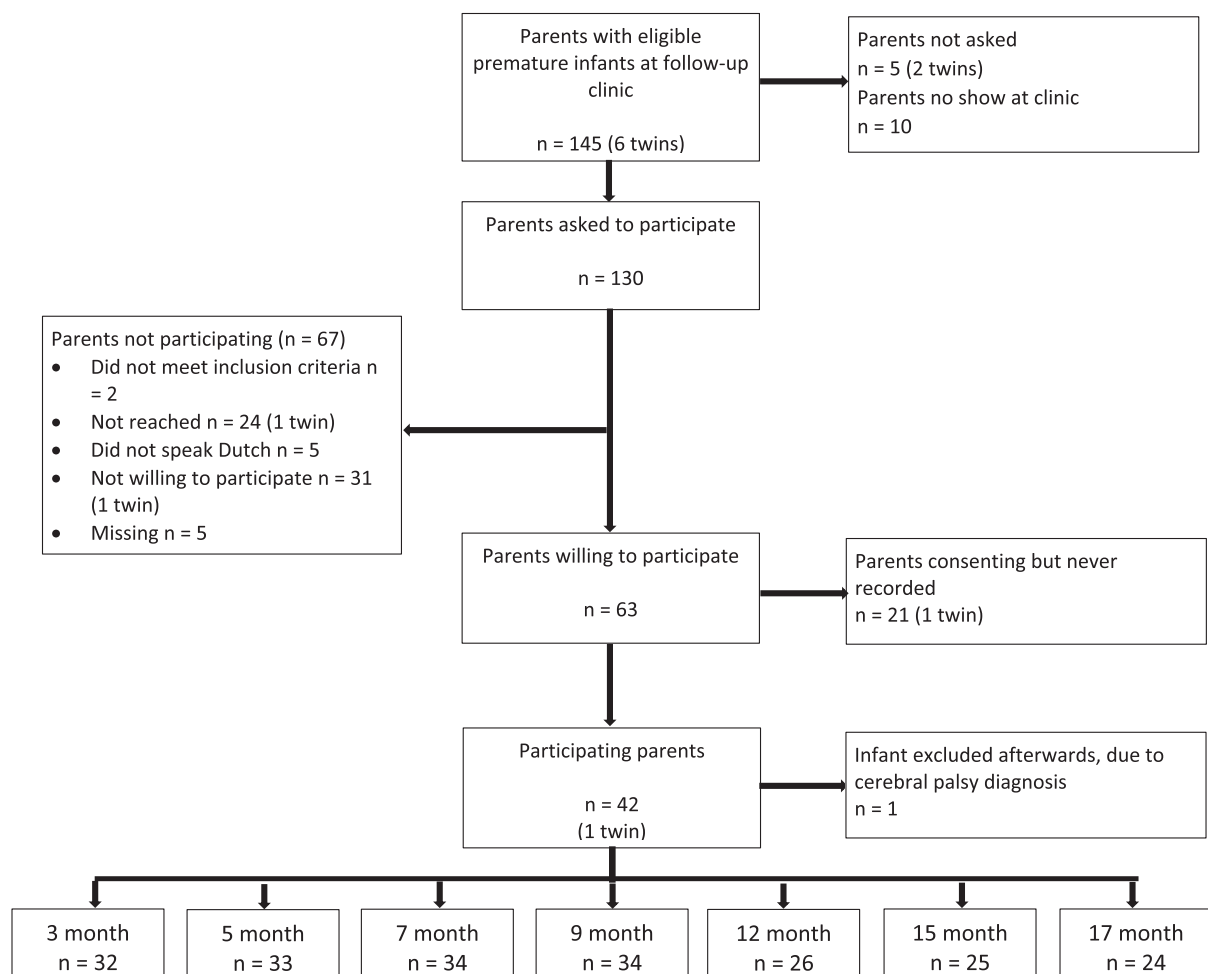 Parents with eligible
premature infants at follow-up
clinic
n = 145 (6 twins)
Parents not asked
n = 5 (2 twins)
Parents no show at clinic
n = 10
Parents asked to participate
n = 130
Parents not participating (n = 67)
• Did not meet inclusion criteria n
= 2
• Not reached n = 24 (1 twin)
• Did not speak Dutch n = 5
• Not willing to participate n = 31
(1 twin)
• Missing n = 5
Parents willing to participate
n = 63
Parents consenting but never
recorded
n = 21 (1 twin)
Participating parents
n = 42
(1 twin)
Infant excluded afterwards, due to
cerebral palsy diagnosis
n = 1
3 month
n = 32
5 month
n = 33
7 month
n = 34
9 month
n = 34
12 month
n = 26
15 month
n = 25
17 month
n = 24